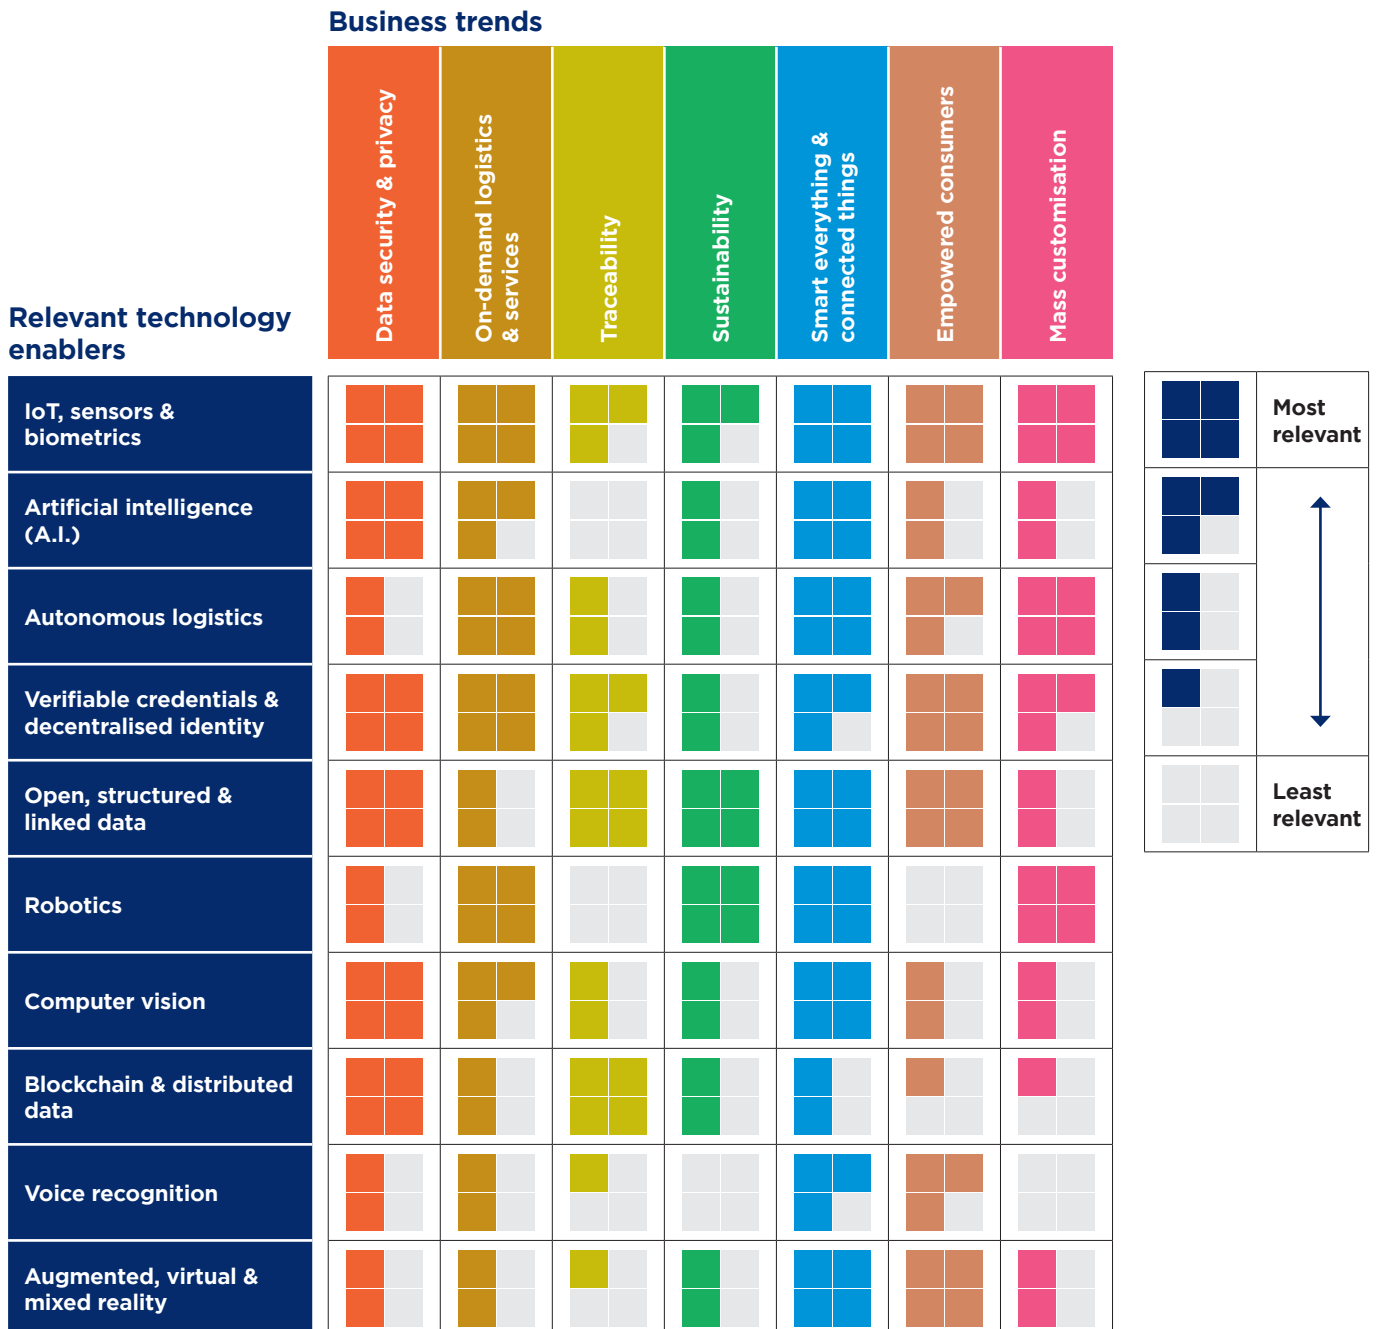 Business trends
Data security & privacy
On-demand logistics
& services
Traceability
Sustainability
Smart everything &
connected things
Empowered consumers
Mass customisation
Relevant technology
enablers
IoT, sensors &
biometrics
Most
relevant
Artificial intelligence
(A.I.)
Autonomous logistics
Verifiable credentials &
decentralised identity
Open, structured &
linked data
Least
relevant
Robotics
Computer vision
Blockchain & distributed
data
Voice recognition
Augmented, virtual &
mixed reality